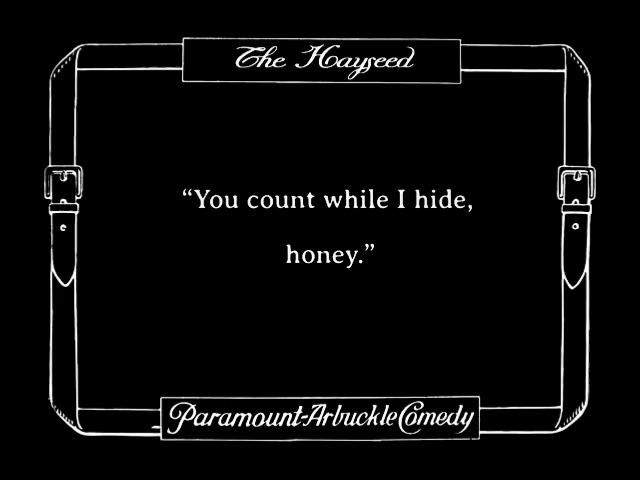 The Hayseed
“You count while I hide,
honey.”
Paramount-Arbuckle Comedy